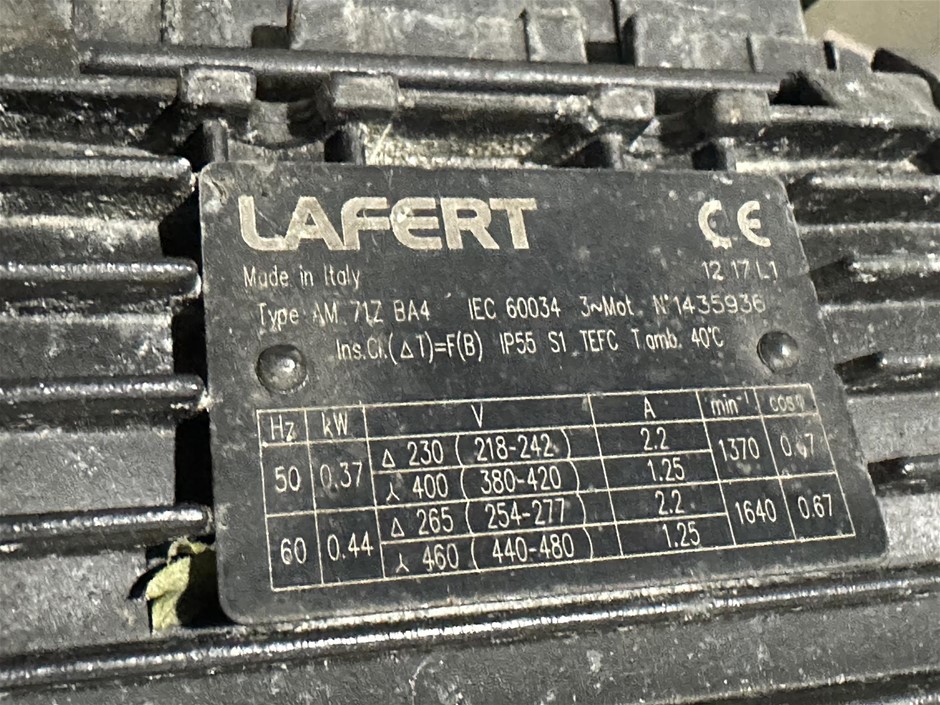 LAFERT CE
Made in Italy 12 17 L1
Type AM 71Z BA4 IEC 60034 3~Mot. N°1435936
Ins.Cl.(ΔT)=F(B) IP55 S1 TEFC T amb. 40°C
Hz kW V A min⁻¹ cosφ
50 0.37 Δ 230 ( 218-242 ) 2.2 1370 0.67
⅄ 400 ( 380-420 ) 1.25
60 0.44 Δ 265 ( 254-277 ) 2.2 1640 0.67
⅄ 460 ( 440-480 ) 1.25